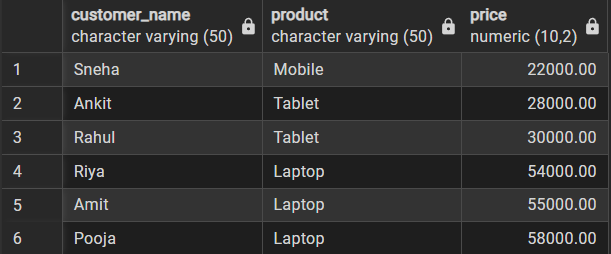 customer_name product price
character varying (50) character varying (50) numeric (10,2)
1 Sneha Mobile 22000.00
2 Ankit Tablet 28000.00
3 Rahul Tablet 30000.00
4 Riya Laptop 54000.00
5 Amit Laptop 55000.00
6 Pooja Laptop 58000.00